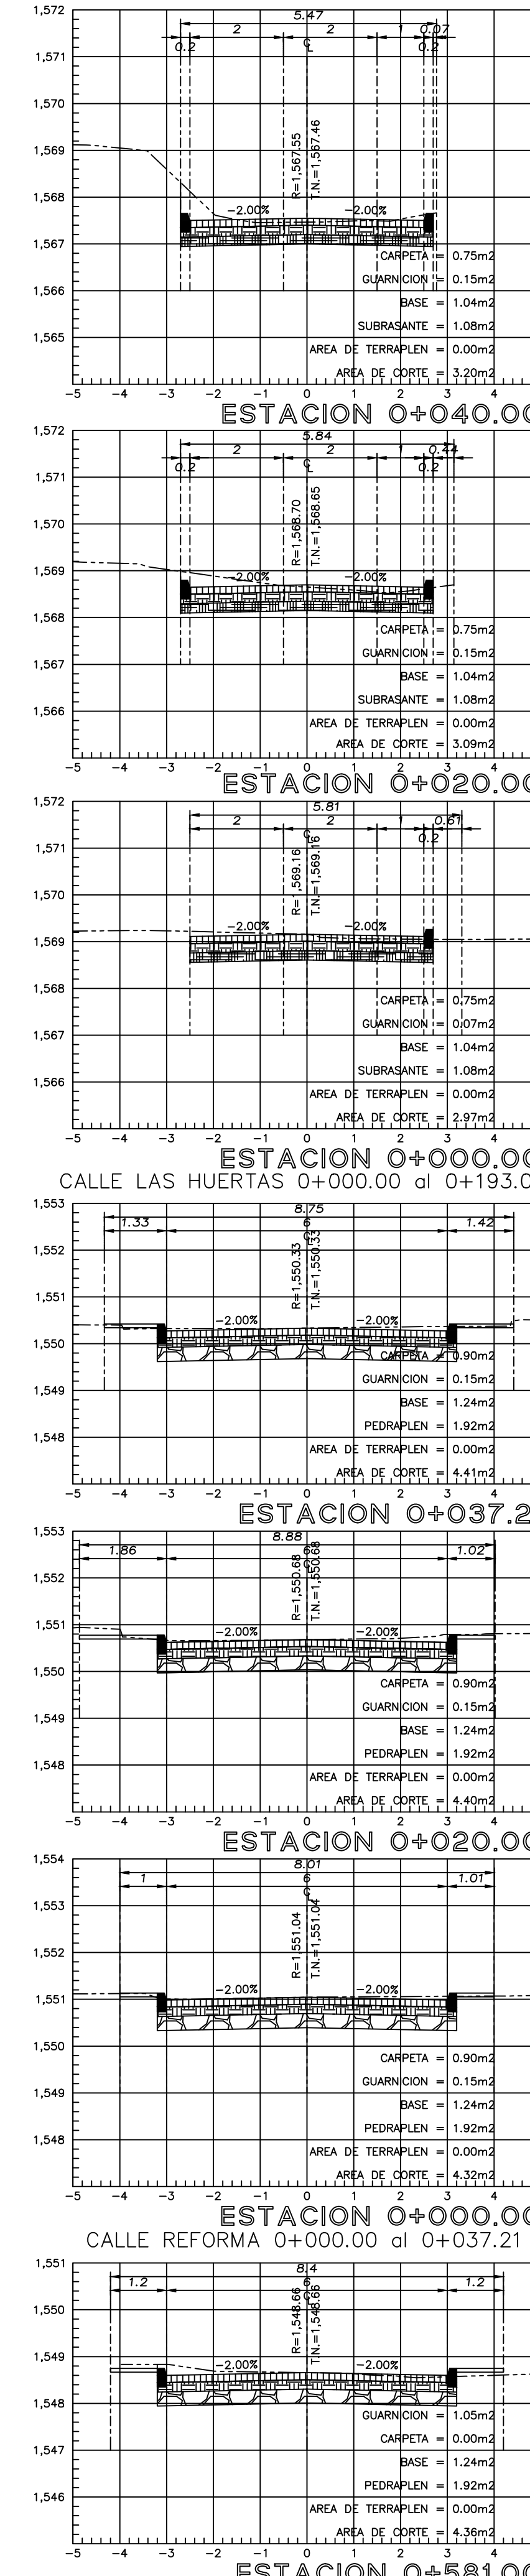 1,572
5.47
2 2 1 0.07
0.2 0.2
1,571
1,570
1,569
R=1,567.55
T.N.=1,567.46
1,568
-2.00% -2.00%
1,567
CARPETA = 0.75m2
GUARNICION = 0.15m2
1,566
BASE = 1.04m2
SUBRASANTE = 1.08m2
1,565
AREA DE TERRAPLEN = 0.00m2
AREA DE CORTE = 3.20m2
-5 -4 -3 -2 -1 0 1 2 3 4
ESTACION 0+040.00
1,572
5.84
2 2 1 0.44
0.2 0.2
1,571
1,570
R=1,568.70
T.N.=1,568.65
1,569
-2.00% -2.00%
1,568
CARPETA = 0.75m2
GUARNICION = 0.15m2
1,567
BASE = 1.04m2
SUBRASANTE = 1.08m2
1,566
AREA DE TERRAPLEN = 0.00m2
AREA DE CORTE = 3.09m2
-5 -4 -3 -2 -1 0 1 2 3 4
ESTACION 0+020.00
1,572
5.81
2 2 1 0.61
0.2
1,571
R=1,569.16
T.N.=1,569.16
1,570
-2.00% -2.00%
1,569
1,568
CARPETA = 0.75m2
GUARNICION = 0.07m2
1,567
BASE = 1.04m2
SUBRASANTE = 1.08m2
1,566
AREA DE TERRAPLEN = 0.00m2
AREA DE CORTE = 2.97m2
-5 -4 -3 -2 -1 0 1 2 3 4
ESTACION 0+000.00
CALLE LAS HUERTAS 0+000.00 al 0+193.0
1,553
8.75
1.33 6 1.42
1,552
R=1,550.33
T.N.=1,550.33
1,551
-2.00% -2.00%
1,550
CARPETA = 0.90m2
GUARNICION = 0.15m2
1,549
BASE = 1.24m2
PEDRAPLEN = 1.92m2
1,548
AREA DE TERRAPLEN = 0.00m2
AREA DE CORTE = 4.41m2
-5 -4 -3 -2 -1 0 1 2 3 4
ESTACION 0+037.2
1,553
8.88
1.86 6 1.02
1,552
R=1,550.68
T.N.=1,550.68
1,551
-2.00% -2.00%
1,550
CARPETA = 0.90m2
GUARNICION = 0.15m2
1,549
BASE = 1.24m2
PEDRAPLEN = 1.92m2
1,548
AREA DE TERRAPLEN = 0.00m2
AREA DE CORTE = 4.40m2
-5 -4 -3 -2 -1 0 1 2 3 4
ESTACION 0+020.00
1,554
8.01
1 6 1.01
1,553
R=1,551.04
T.N.=1,551.04
1,552
-2.00% -2.00%
1,551
1,550
CARPETA = 0.90m2
GUARNICION = 0.15m2
1,549
BASE = 1.24m2
PEDRAPLEN = 1.92m2
1,548
AREA DE TERRAPLEN = 0.00m2
AREA DE CORTE = 4.32m2
-5 -4 -3 -2 -1 0 1 2 3 4
ESTACION 0+000.00
CALLE REFORMA 0+000.00 al 0+037.21
1,551
8.4
1.2 6 1.2
1,550
R=1,548.66
T.N.=1,548.66
1,549
-2.00% -2.00%
1,548
GUARNICION = 1.05m2
CARPETA = 0.00m2
1,547
BASE = 1.24m2
PEDRAPLEN = 1.92m2
1,546
AREA DE TERRAPLEN = 0.00m2
AREA DE CORTE = 4.36m2
-5 -4 -3 -2 -1 0 1 2 3 4
ESTACION 0+581.00